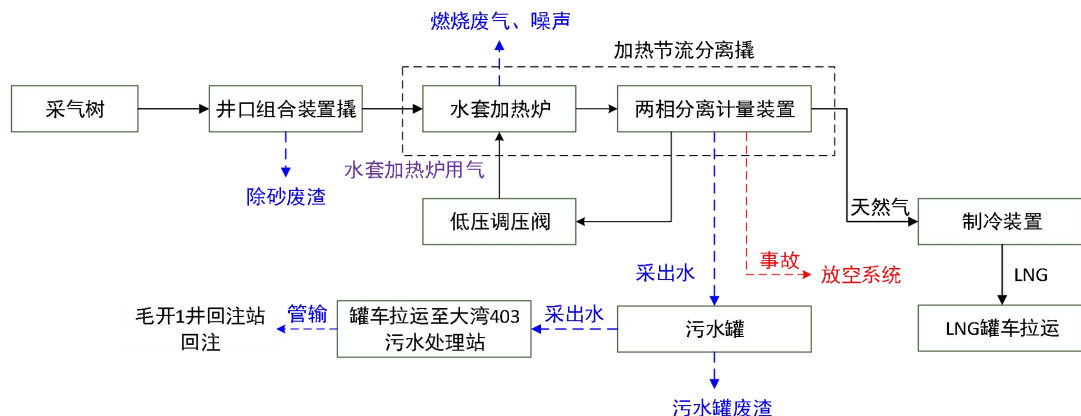 燃烧废气、噪声
加热节流分离撬
采气树
井口组合装置撬
水套加热炉
两相分离计量装置
水套加热炉用气
除砂废渣
低压调压阀
天然气
制冷装置
采出水
事故
放空系统
LNG
毛开1井回注站
回注
管输
罐车拉运至大湾403
污水处理站
采出水
污水罐
LNG罐车拉运
污水罐废渣